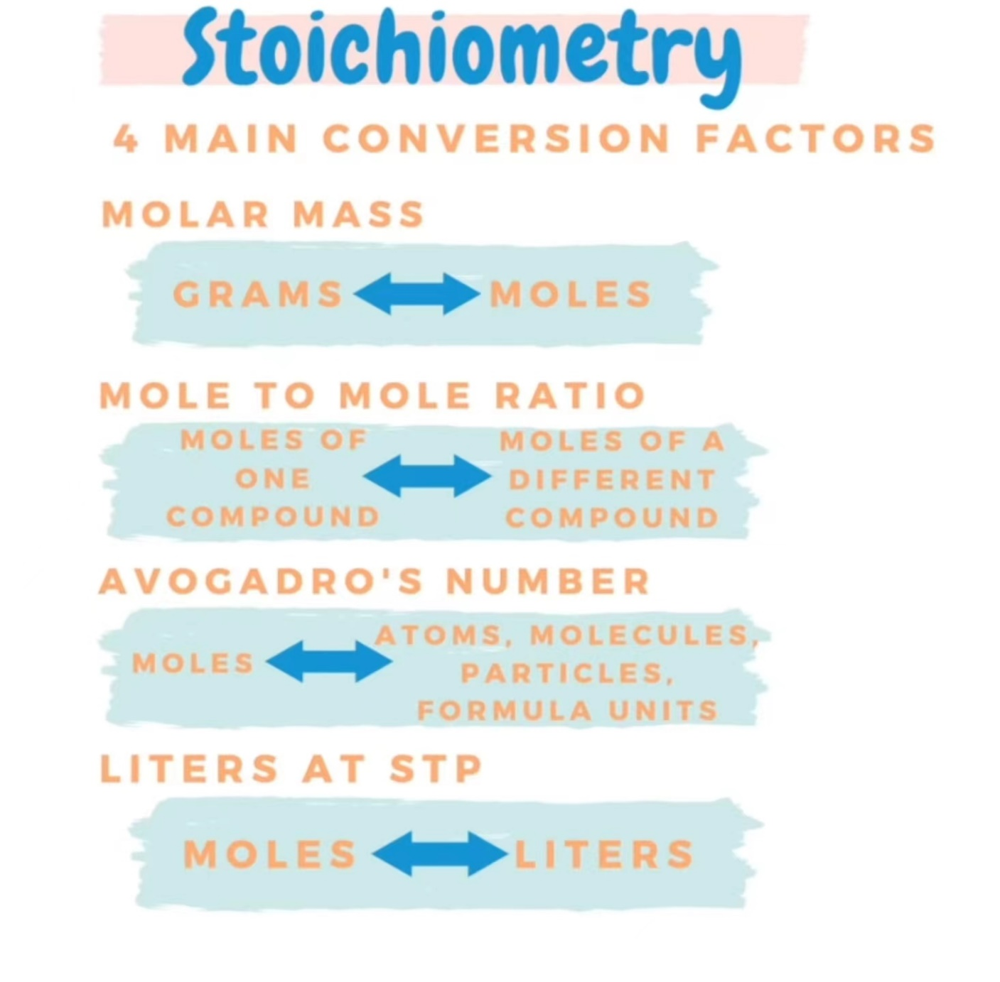 Stoichiometry
4 MAIN CONVERSION FACTORS
MOLAR MASS
GRAMS MOLES
MOLE TO MOLE RATIO
MOLES OF
ONE
COMPOUND
MOLES OF A
DIFFERENT
COMPOUND
AVOGADRO'S NUMBER
MOLES
ATOMS, MOLECULES,
PARTICLES,
FORMULA UNITS
LITERS AT STP
MOLES LITERS